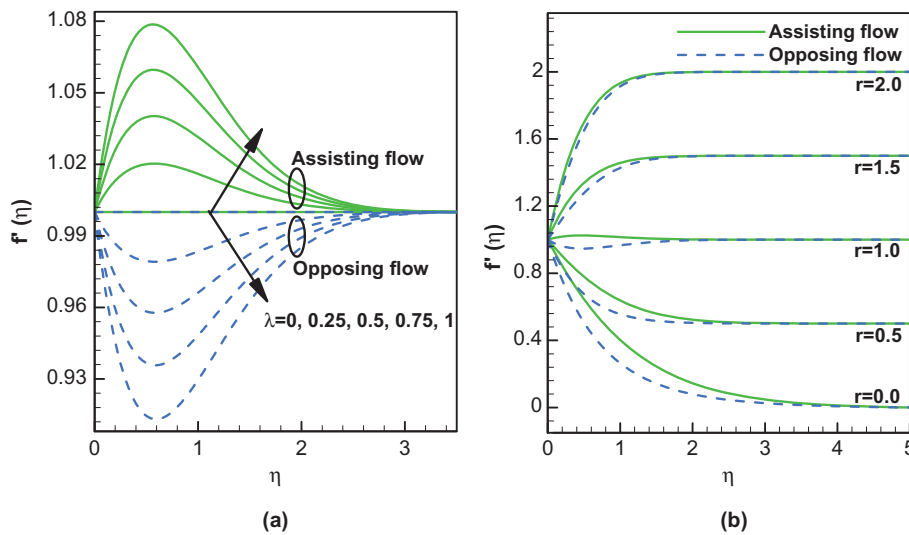 1.08
1.05
1.02
0.99
0.96
0.93
f' (η)
Assisting flow
Opposing flow
λ=0, 0.25, 0.5, 0.75, 1
0 1 2 3
η
(a)
Assisting flow
Opposing flow
2
1.6
1.2
0.8
0.4
0
f' (η)
r=2.0
r=1.5
r=1.0
r=0.5
r=0.0
0 1 2 3 4 5
η
(b)